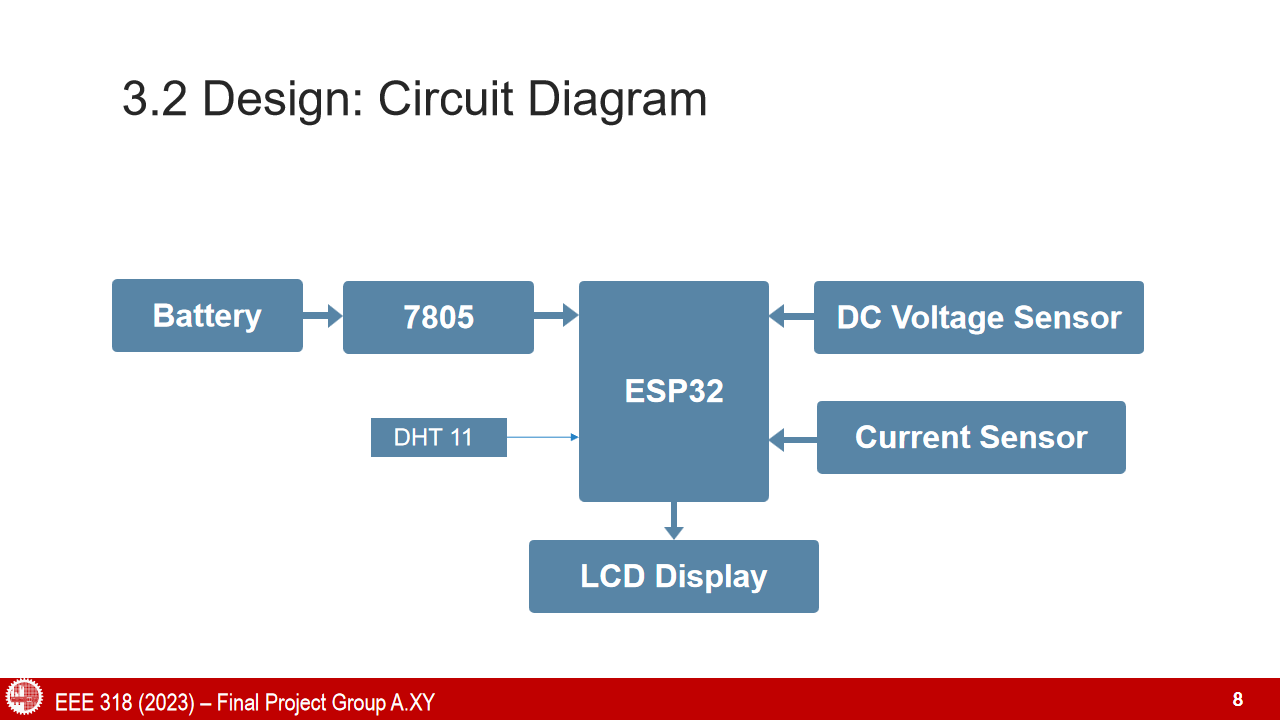 3.2 Design: Circuit Diagram
Battery
7805
ESP32
DC Voltage Sensor
DHT 11
Current Sensor
LCD Display
EEE 318 (2023) – Final Project Group A.XY
8